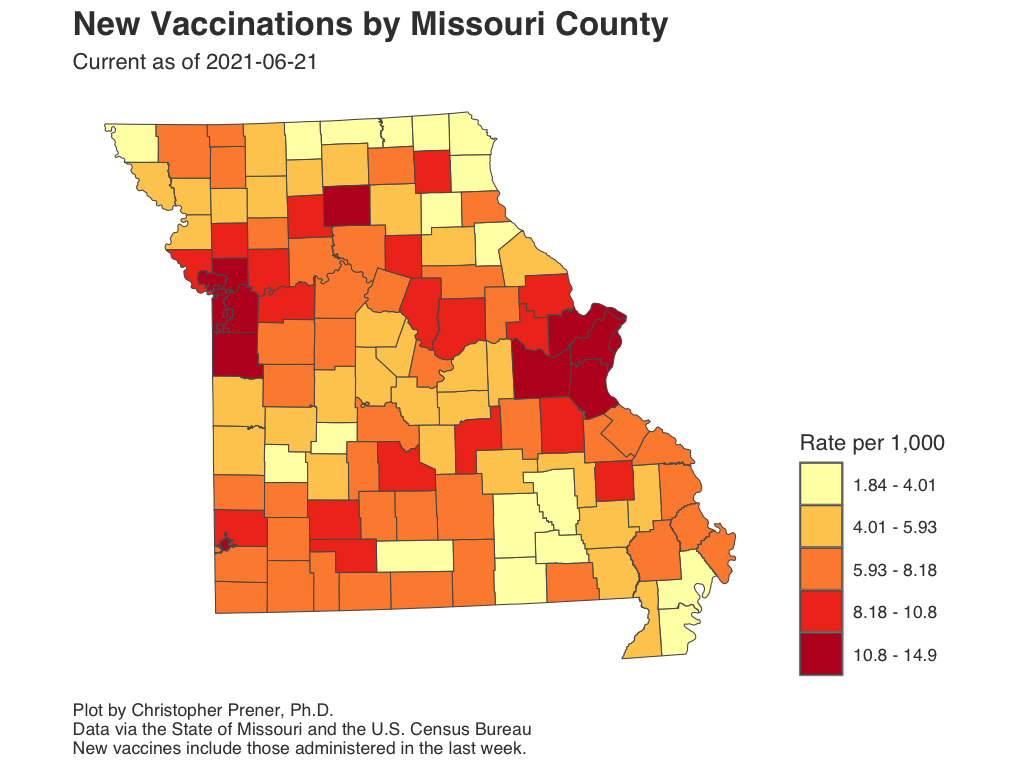 New Vaccinations by Missouri County
Current as of 2021-06-21
Rate per 1,000
1.84 - 4.01
4.01 - 5.93
5.93 - 8.18
8.18 - 10.8
10.8 - 14.9
Plot by Christopher Prener, Ph.D.
Data via the State of Missouri and the U.S. Census Bureau
New vaccines include those administered in the last week.